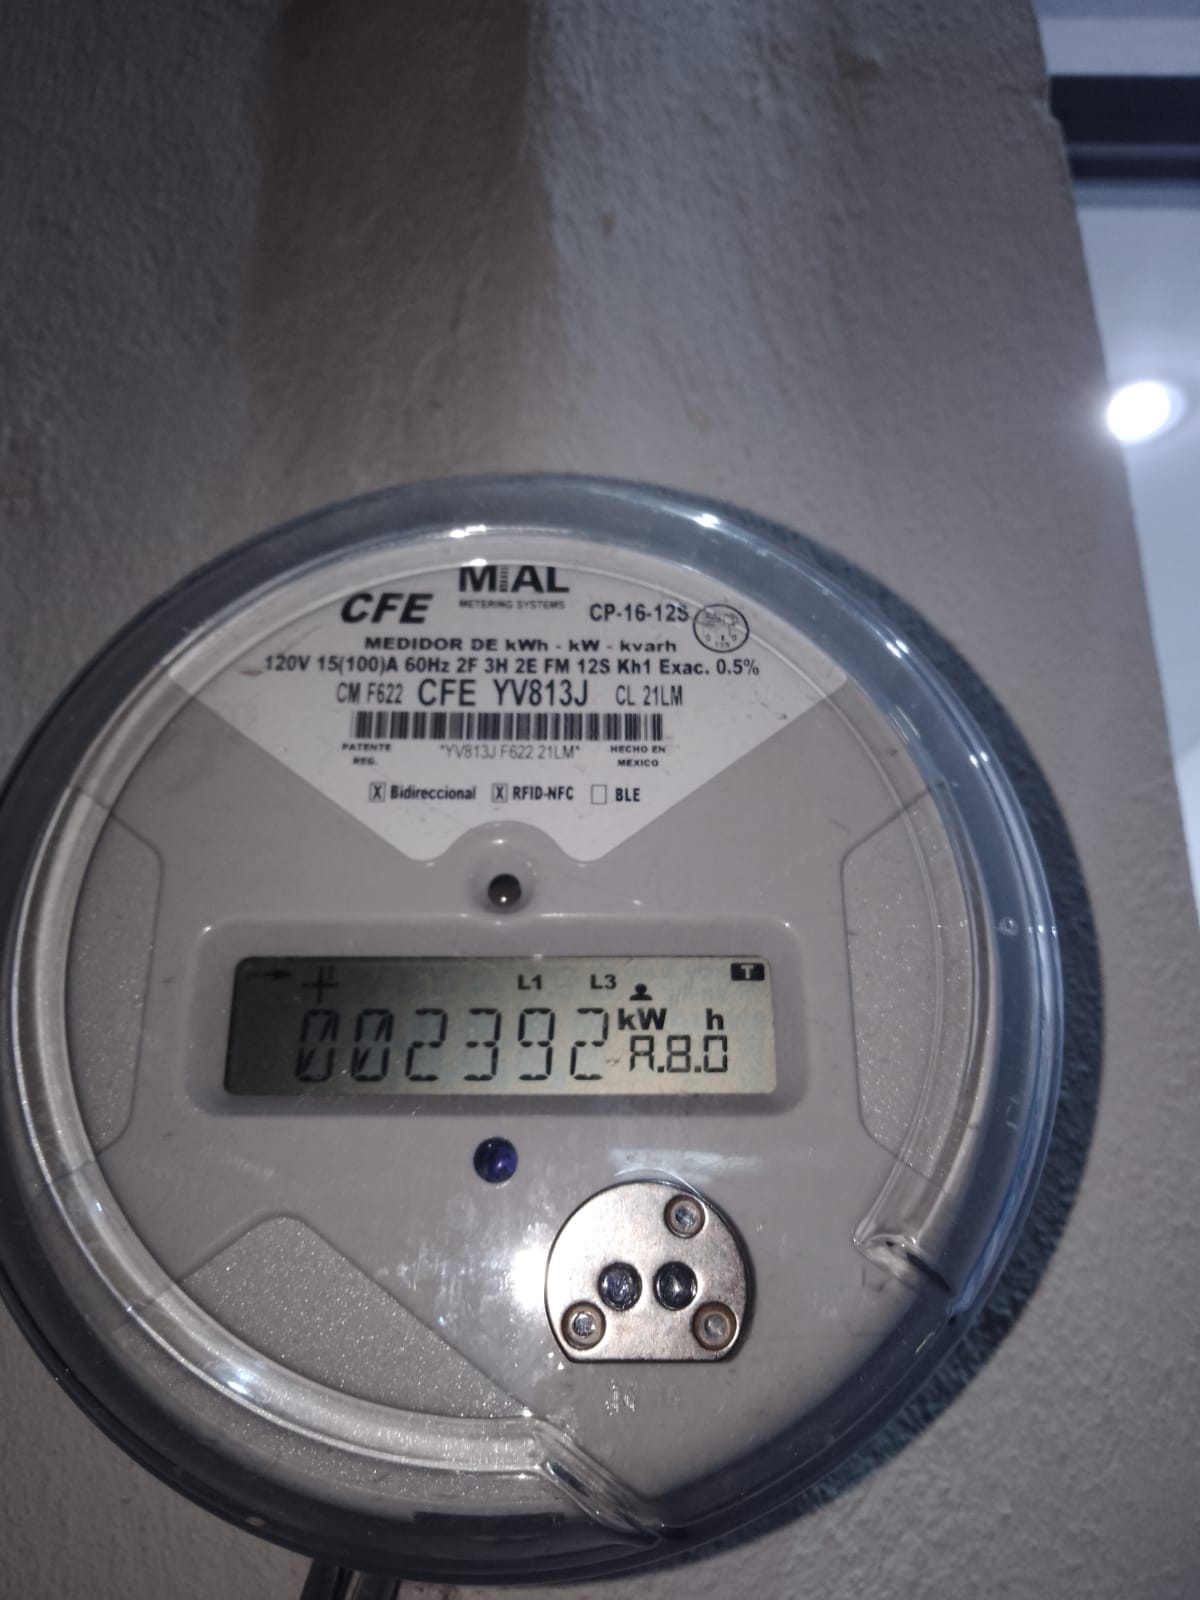 MIAL
METERING SYSTEMS
CFE
CP-16-12S
MEDIDOR DE kWh - kW - kvarh
120V 15(100)A 60Hz 2F 3H 2E FM 12S Kh1 Exac. 0.5%
CM F622 CFE YV813J CL 21LM
PATENTE REG.
*YV813J F622 21LM*
HECHO EN MEXICO
X Bidireccional X RFID-NFC BLE
L1 L3 T
002392 kW h
A.8.0